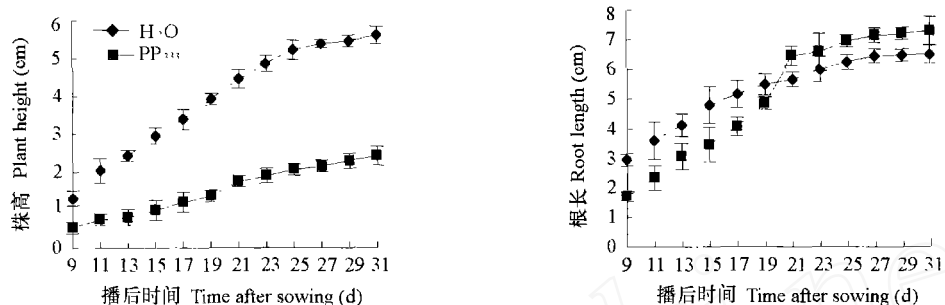 6
5
4
3
2
1
0
H2O
PP333
株高 Plant height (cm)
9 11 13 15 17 19 21 23 25 27 29 31
播后时间 Time after sowing (d)
8
7
6
5
4
3
2
1
0
根长 Root length (cm)
9 11 13 15 17 19 21 23 25 27 29 31
播后时间 Time after sowing (d)